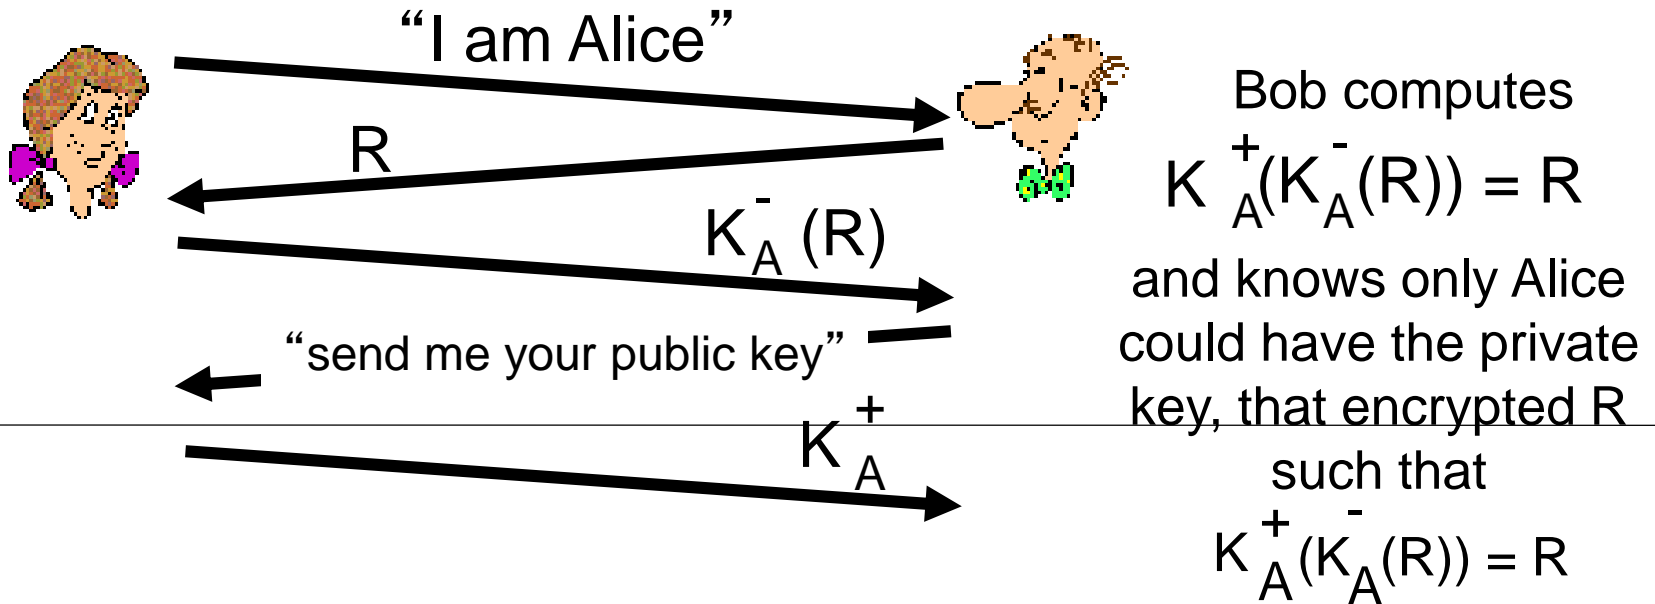 “I am Alice”
R
K_A^- (R)
“send me your public key”
K_A^+
Bob computes
K_A^+(K_A^-(R)) = R
and knows only Alice
could have the private
key, that encrypted R
such that
K_A^+(K_A^-(R)) = R